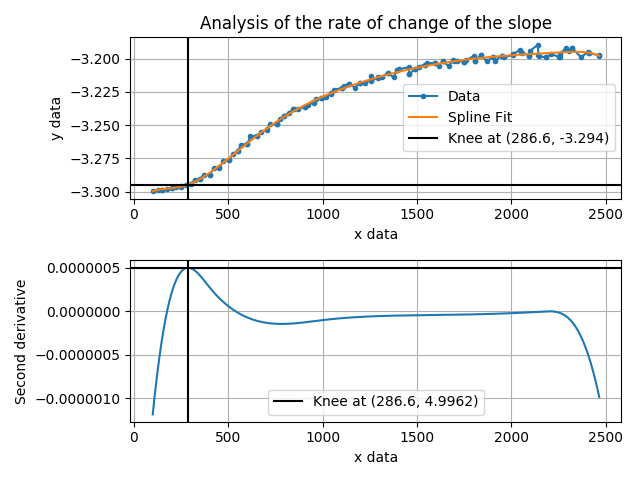 Analysis of the rate of change of the slope
−3.200
−3.225
−3.250
−3.275
−3.300
y data
Data
Spline Fit
Knee at (286.6, -3.294)
0 500 1000 1500 2000 2500
x data
0.0000005
0.0000000
−0.0000005
−0.0000010
Second derivative
Knee at (286.6, 4.9962)
0 500 1000 1500 2000 2500
x data